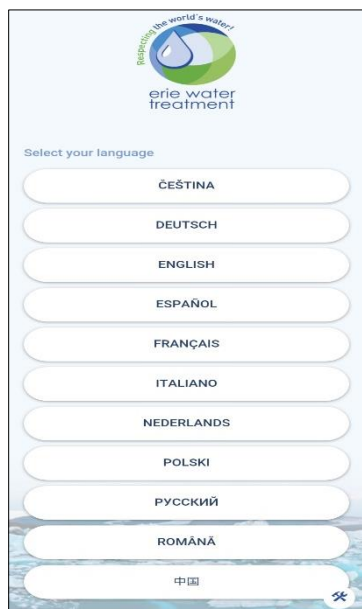 Respecting the world's water!
erie water
treatment
Select your language
ČEŠTINA
DEUTSCH
ENGLISH
ESPAÑOL
FRANÇAIS
ITALIANO
NEDERLANDS
POLSKI
РУССКИЙ
ROMÂNĂ
中国